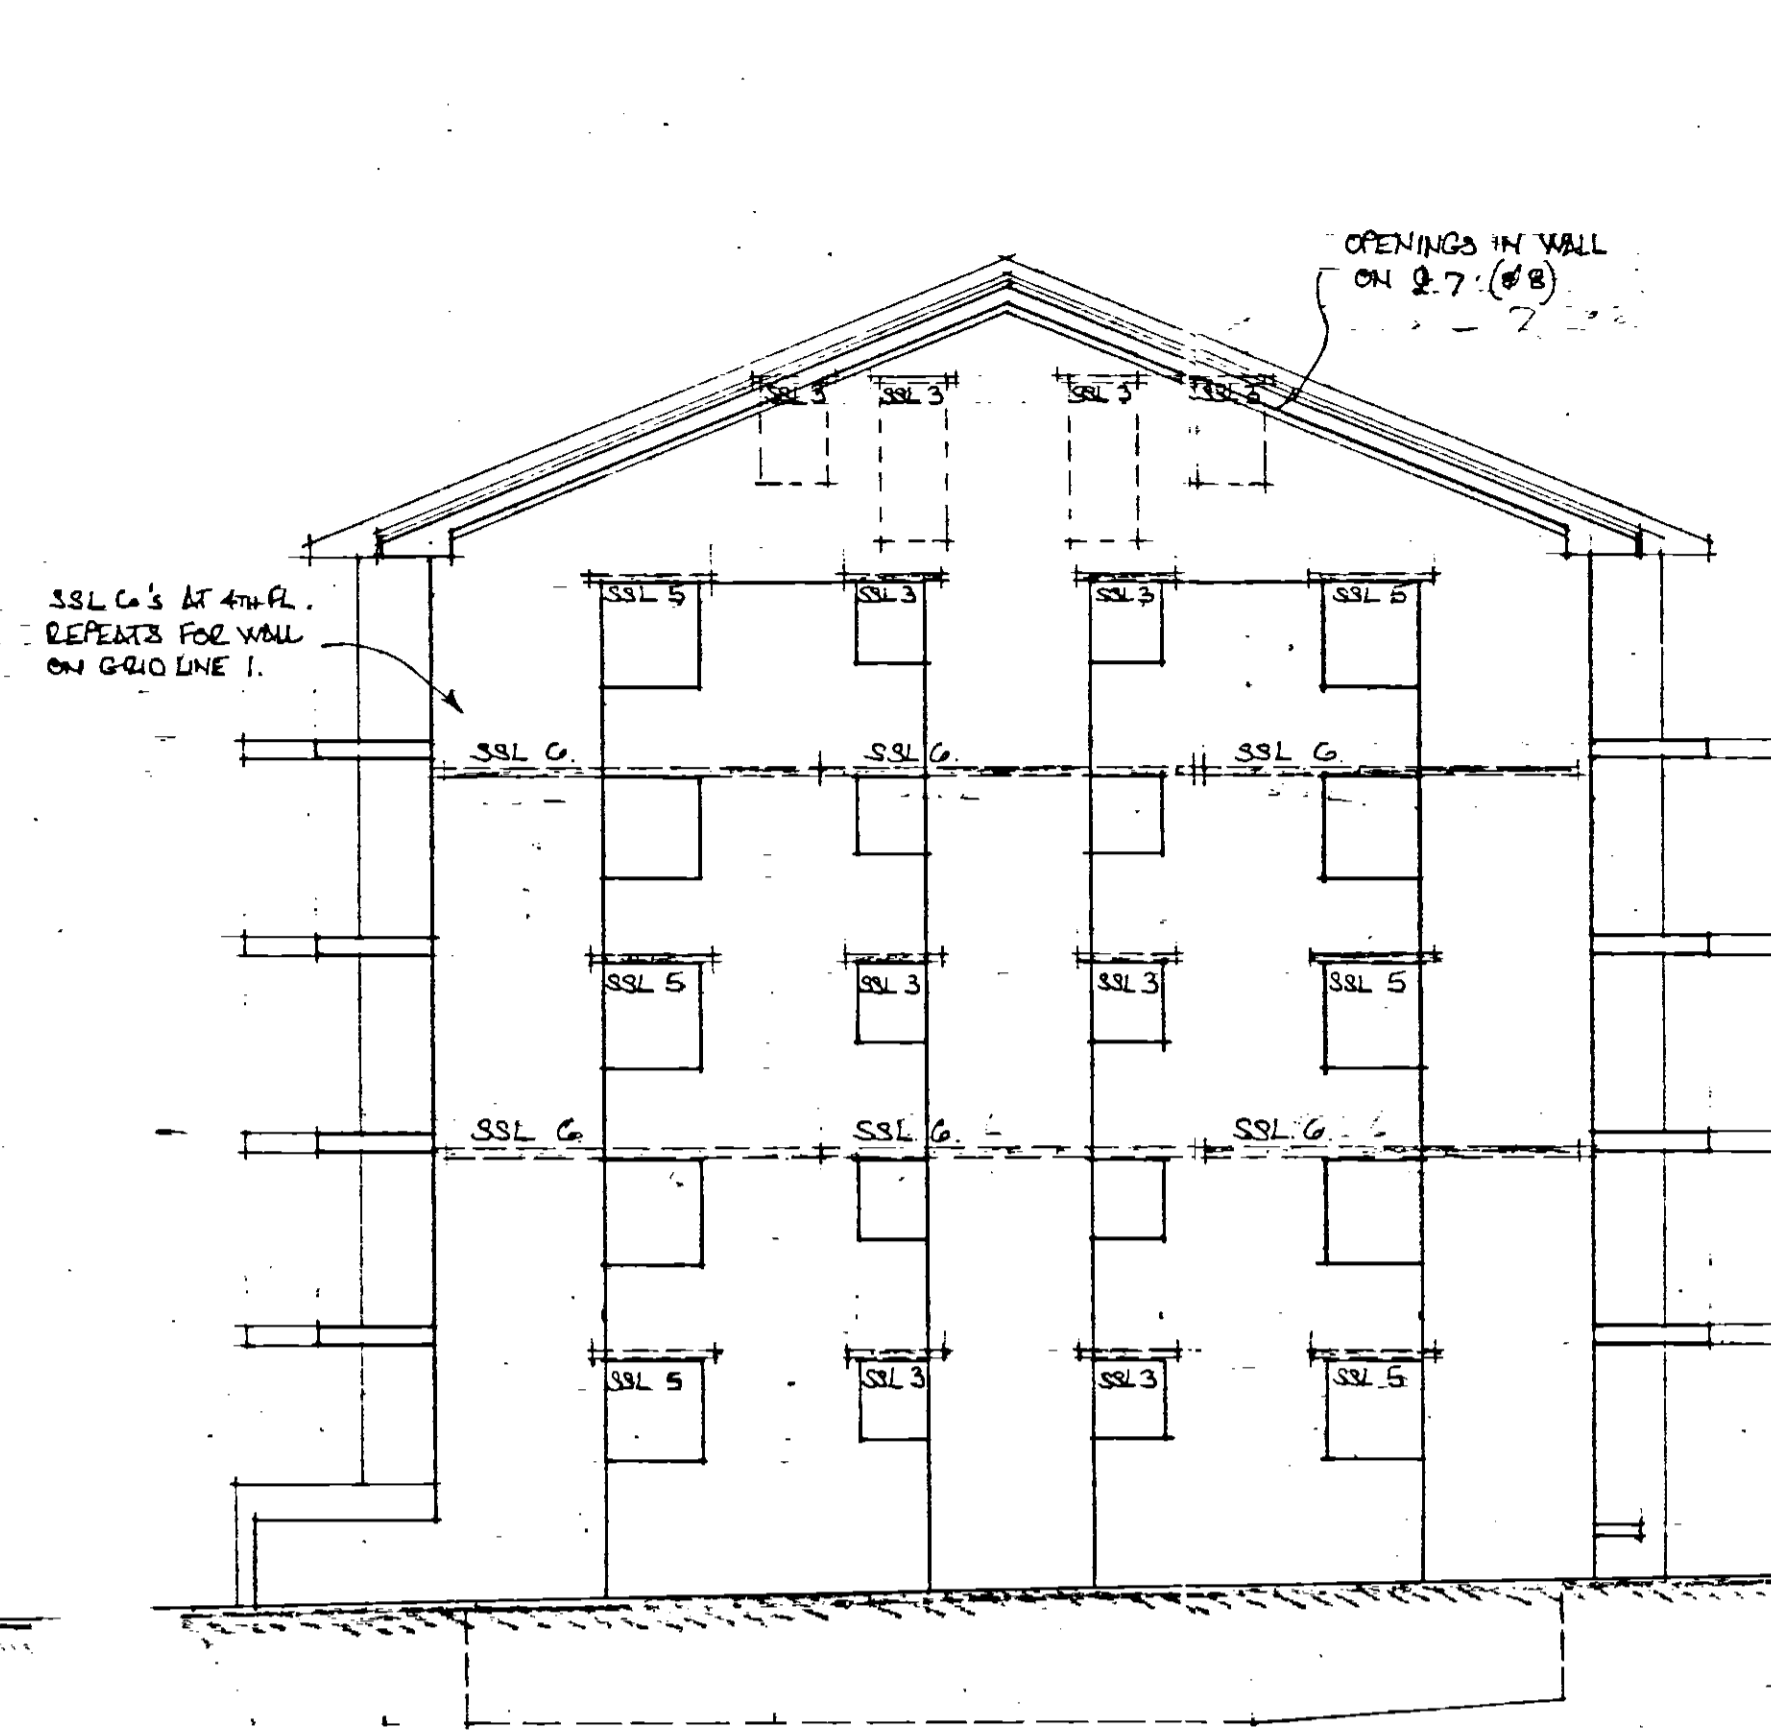 OPENINGS IN WALL
ON 7 (8)
SSL 3 SSL 3 SSL 3 SSL 3
SSL 6's AT 4TH FL.
REPEATS FOR WALL
ON GRID LINE 1.
SSL 5 SSL 3 SSL 3 SSL 5
SSL 6. SSL 6. SSL 6.
SSL 5 SSL 3 SSL 3 SSL 5
SSL 6 SSL 6. SSL 6
SSL 5 SSL 3 SSL 3 SSL 5